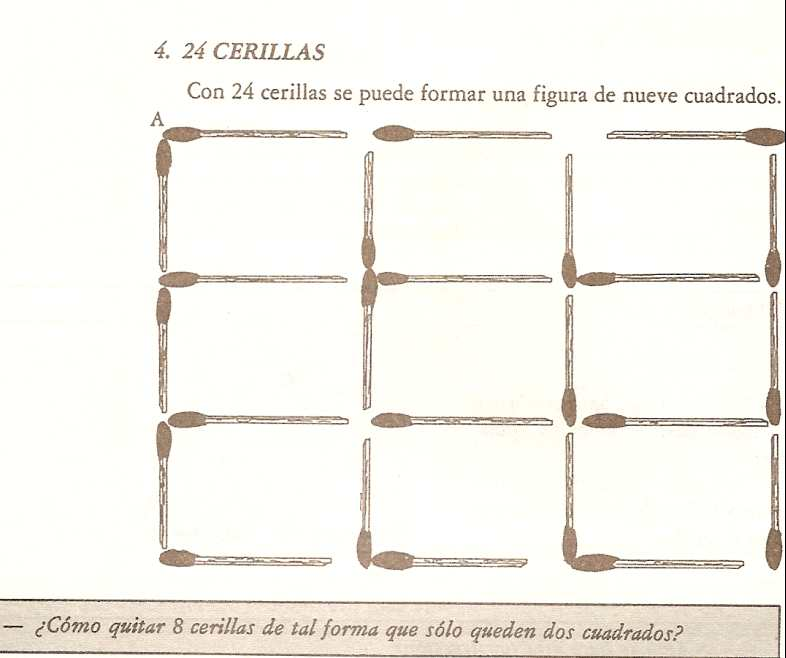 4. 24 CERILLAS
Con 24 cerillas se puede formar una figura de nueve cuadrados.
A
— ¿Cómo quitar 8 cerillas de tal forma que sólo queden dos cuadrados?